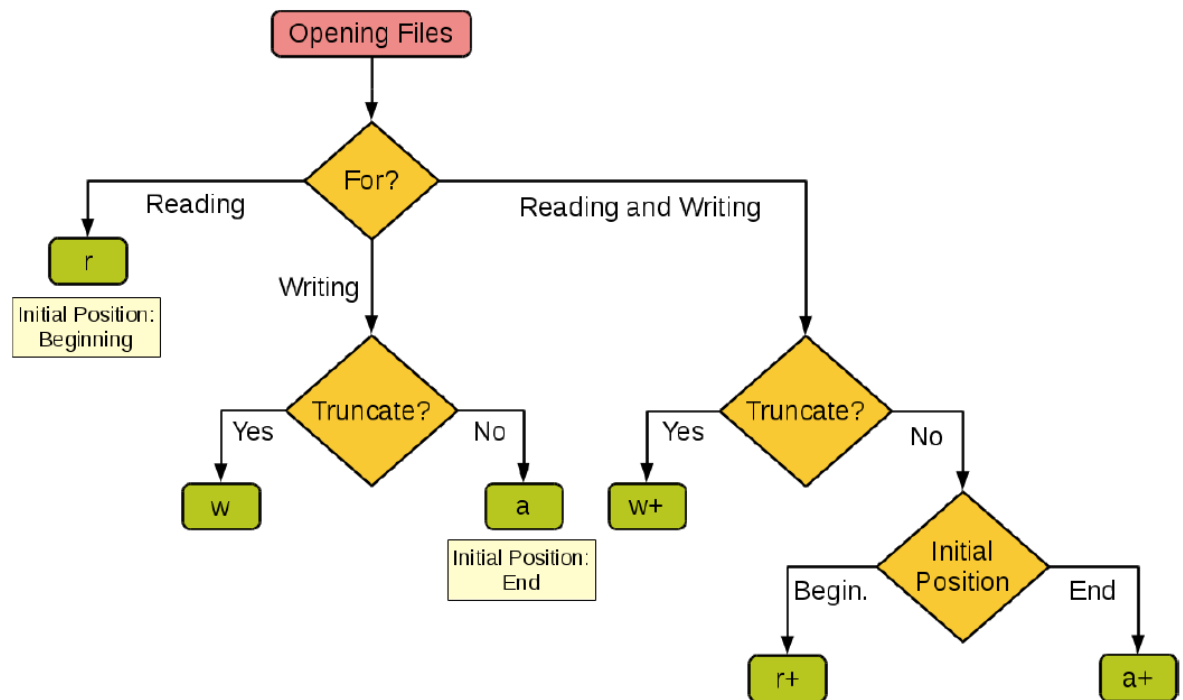 Opening Files
For?
Reading
Reading and Writing
r
Writing
Initial Position:
Beginning
Truncate?
Truncate?
Yes
No
Yes
No
w
a
w+
Initial Position:
End
Initial
Position
Begin.
End
r+
a+